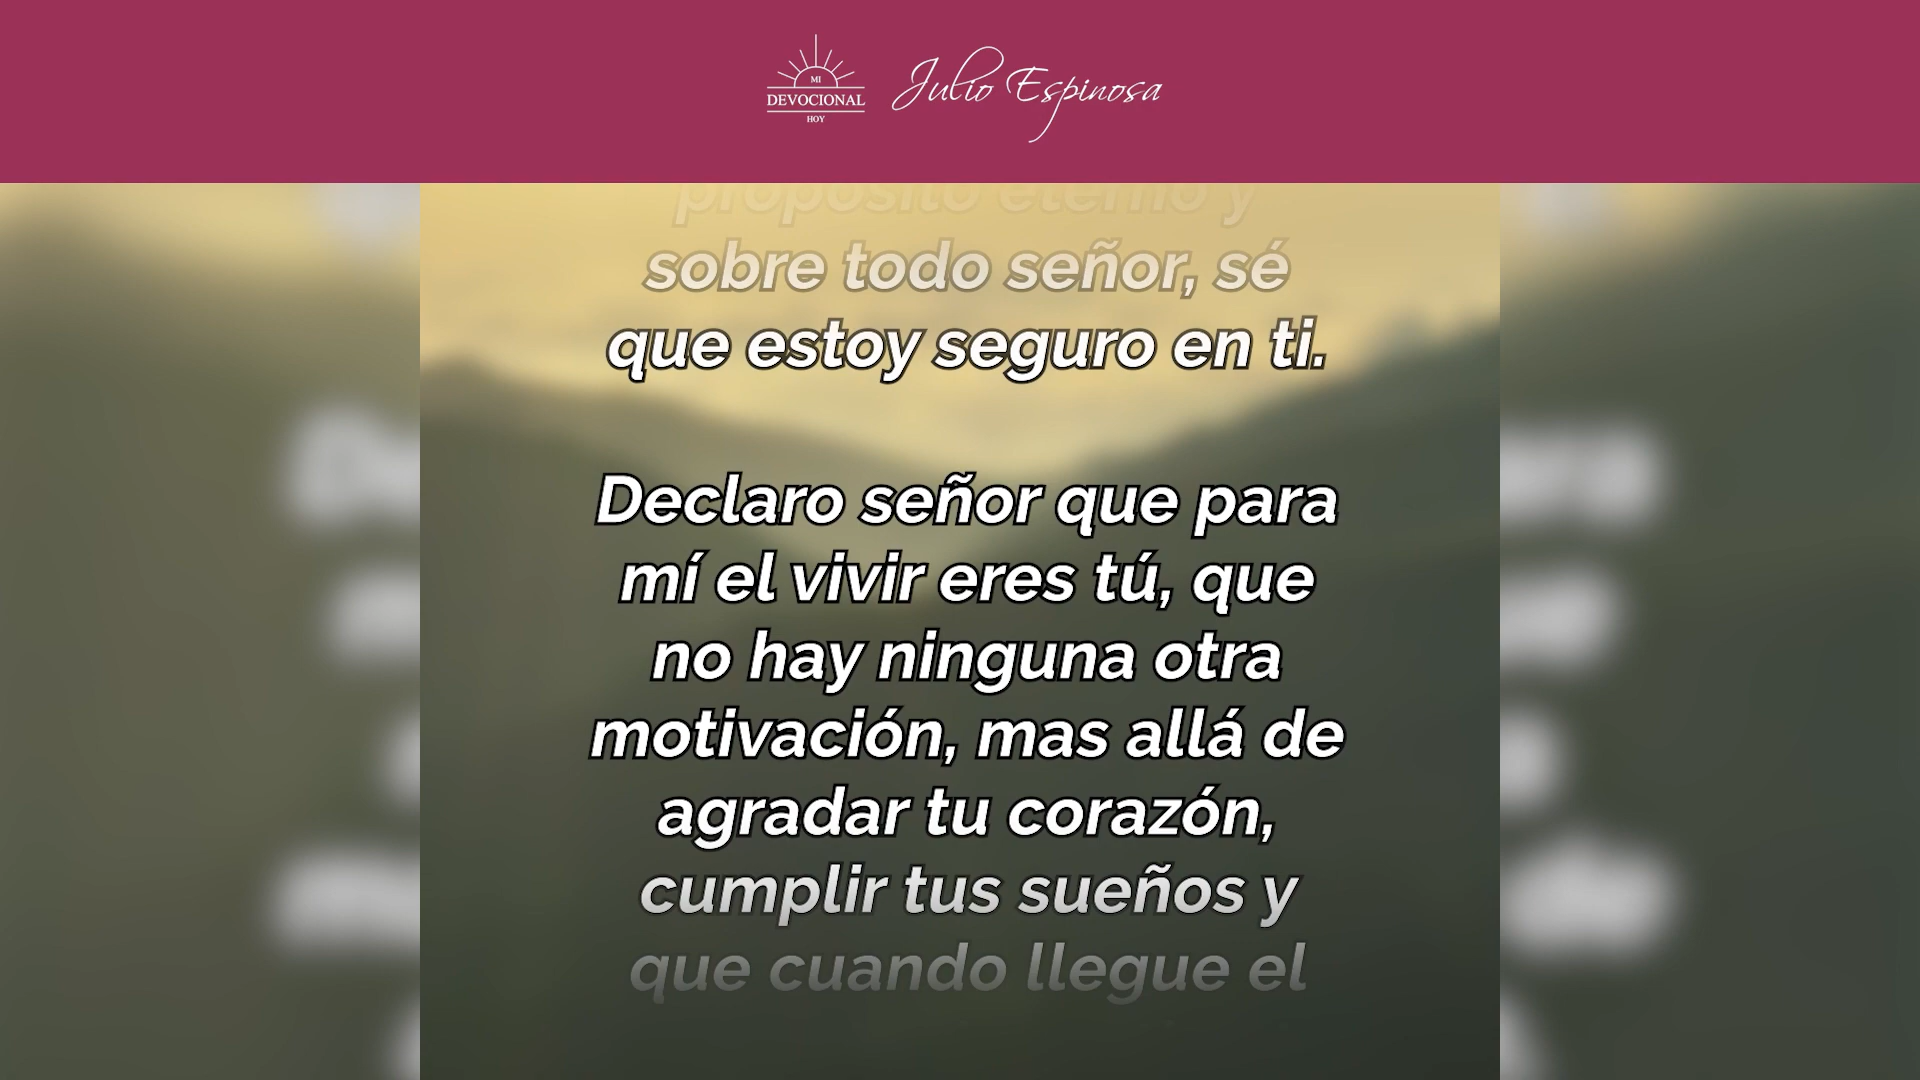 MI
DEVOCIONAL
HOY
Julio Espinosa
propósito eterno y
sobre todo señor, sé
que estoy seguro en ti.
Declaro señor que para
mí el vivir eres tú, que
no hay ninguna otra
motivación, mas allá de
agradar tu corazón,
cumplir tus sueños y
que cuando llegue el